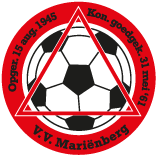 Opger. 15 aug. 1945
Kon. goedgek. 31 mei '61
V.V. Mariënberg